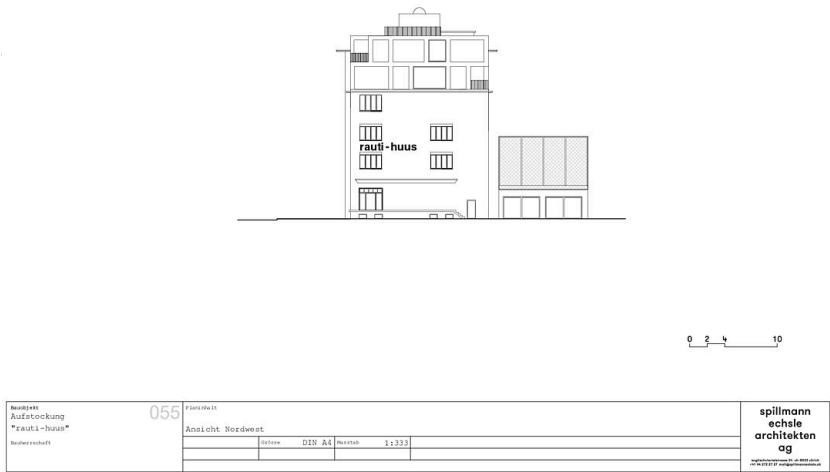 rauti-huus
0 2 4 10
Bauobjekt
055
Aufstockung
"rauti-huus"
Bauherrschaft
Planinhalt
Ansicht Nordwest
Grösse DIN A4 Massstab 1:333
spillmann
echsle
architekten
ag